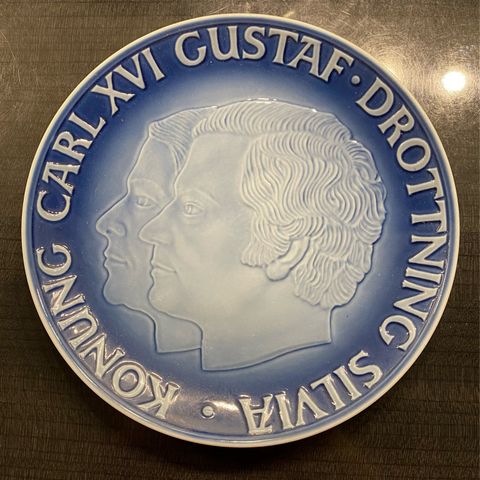 KONUNG CARL XVI GUSTAF · DROTTNING SILVIA ·